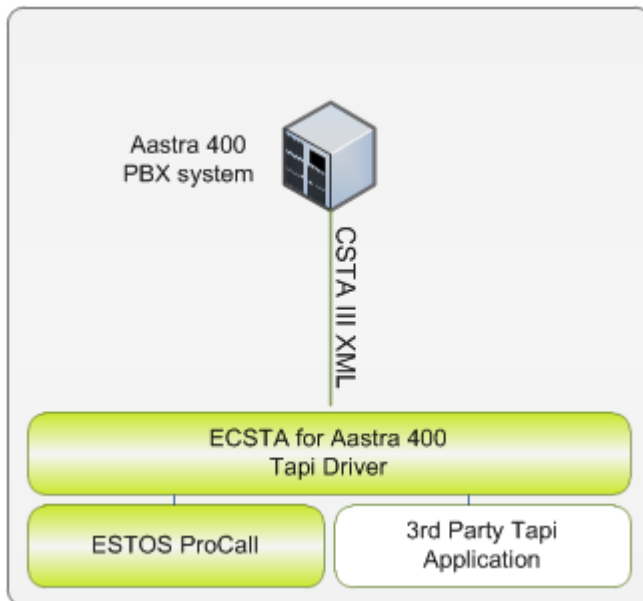 Aastra 400
PBX system
CSTA III XML
ECSTA for Aastra 400
Tapi Driver
ESTOS ProCall
3rd Party Tapi
Application